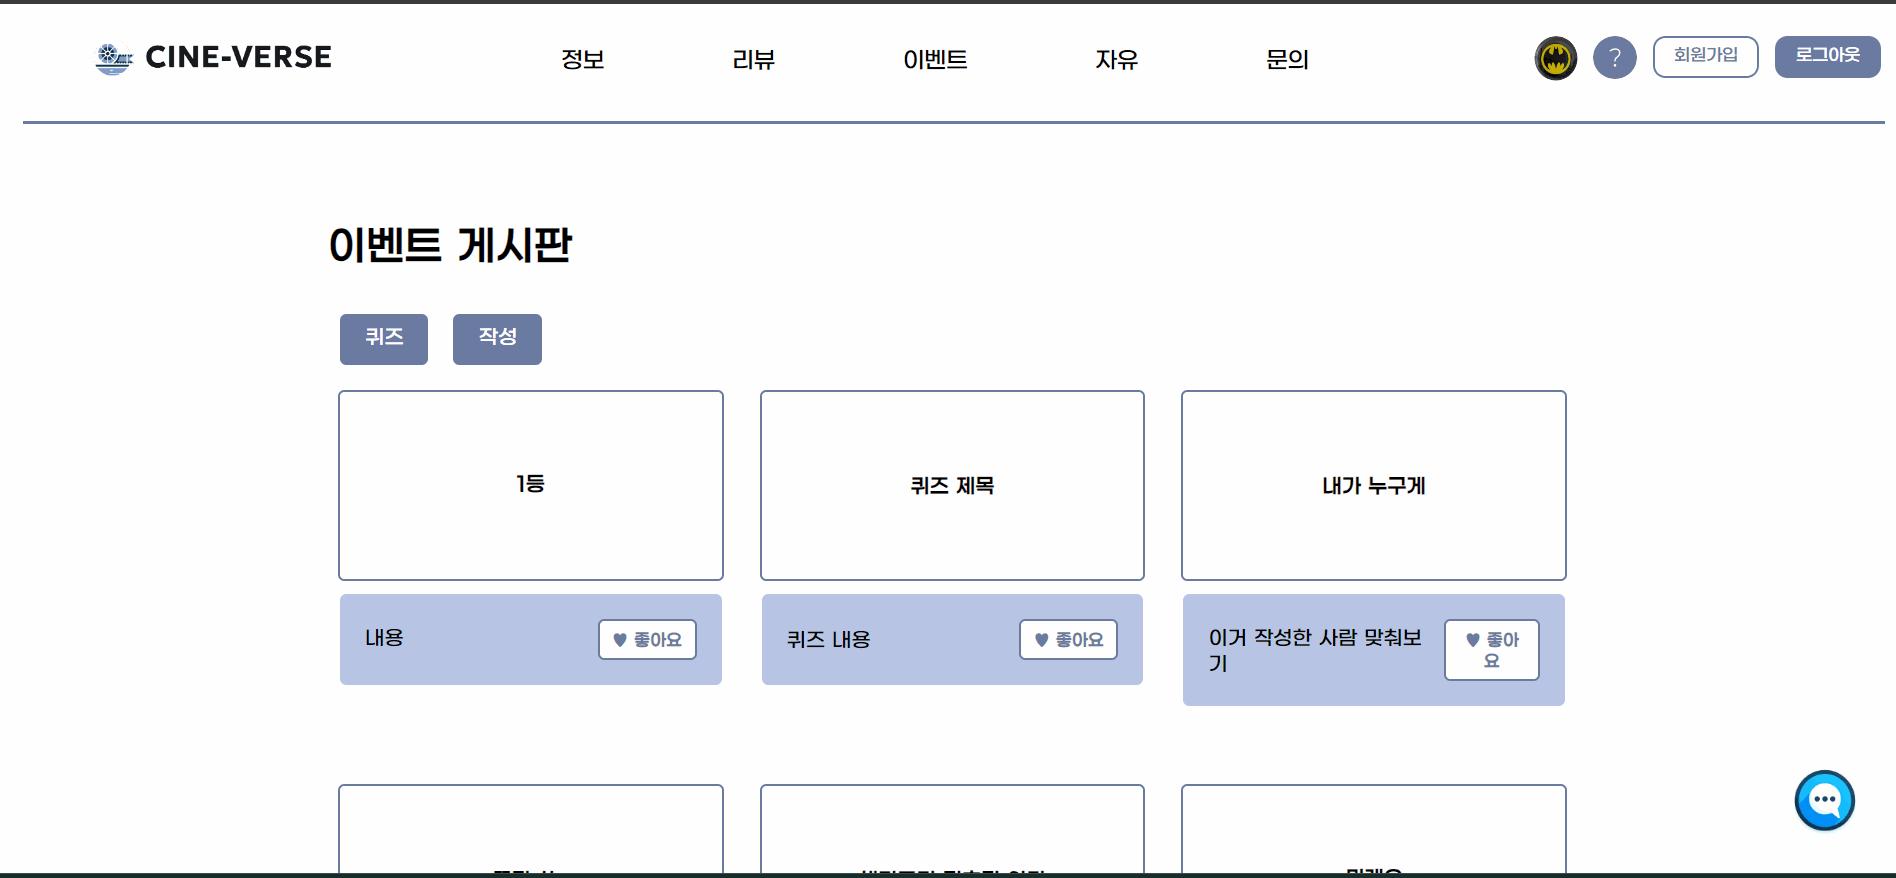 CINE-VERSE
정보
리뷰
이벤트
자유
문의
?
회원가입
로그아웃
이벤트 게시판
퀴즈
작성
1등
퀴즈 제목
내가 누구게
내용
♥ 좋아요
퀴즈 내용
♥ 좋아요
이거 작성한 사람 맞춰보
기
♥ 좋아
요